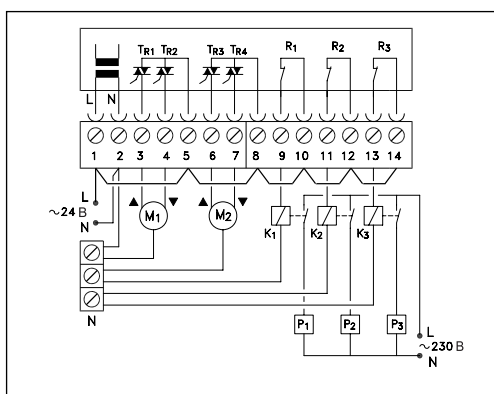 TR1 TR2 TR3 TR4 R1 R2 R3
L N
1 2 3 4 5 6 7 8 9 10 11 12 13 14
L
~24 В
N
▲ M1 ▼ ▲ M2 ▼
K1 K2 K3
N
P1 P2 P3
L
~230 В
N